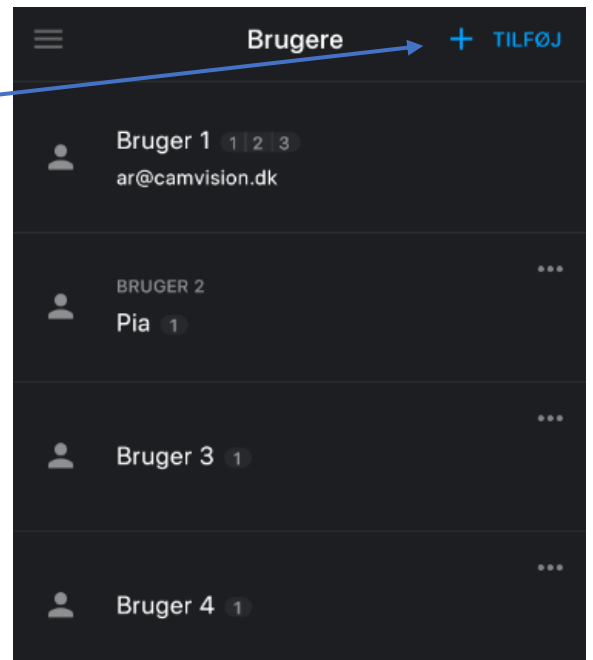 Brugere + TILFØJ
Bruger 1 1 2 3
ar@camvision.dk
BRUGER 2
Pia 1
Bruger 3 1
Bruger 4 1